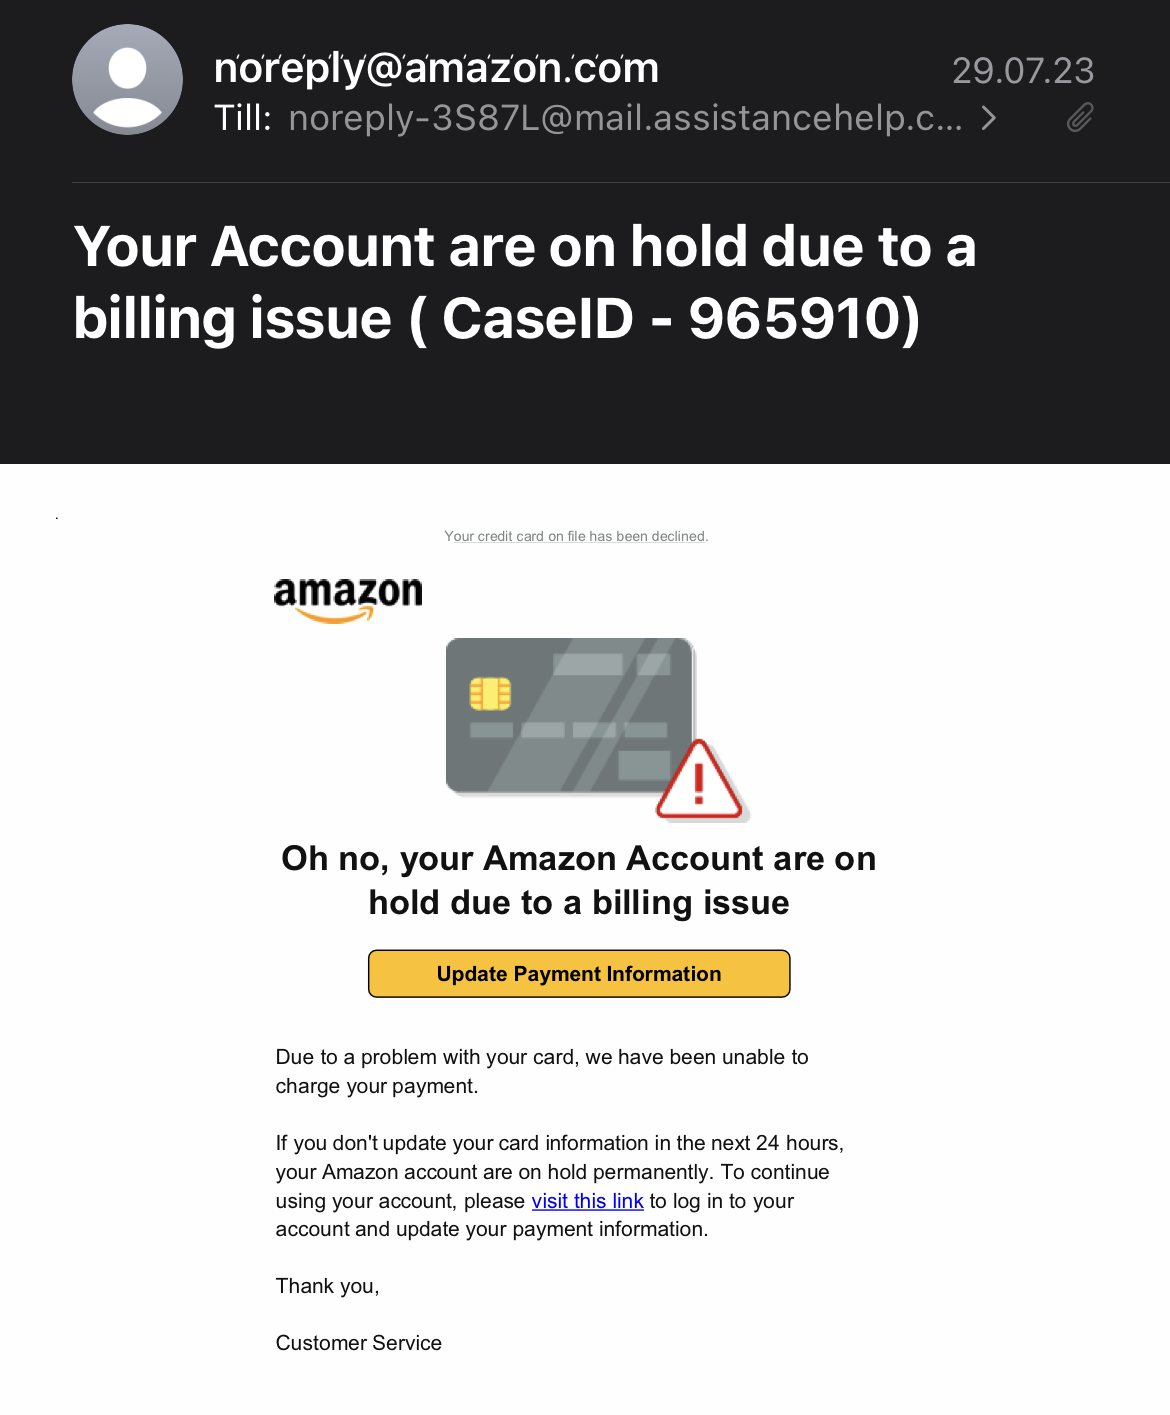 noreply@amazon.com
29.07.23
Till: noreply-3S87L@mail.assistancehelp.c...
Your Account are on hold due to a
billing issue ( CaseID - 965910)
.
Your credit card on file has been declined.
amazon
Oh no, your Amazon Account are on
hold due to a billing issue
Update Payment Information
Due to a problem with your card, we have been unable to
charge your payment.
If you don't update your card information in the next 24 hours,
your Amazon account are on hold permanently. To continue
using your account, please visit this link to log in to your
account and update your payment information.
Thank you,
Customer Service